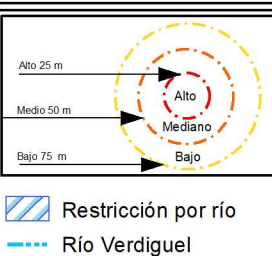 Alto 25 m
Alto
Medio 50 m
Mediano
Bajo 75 m
Bajo
Restricción por río
Río Verdiguel